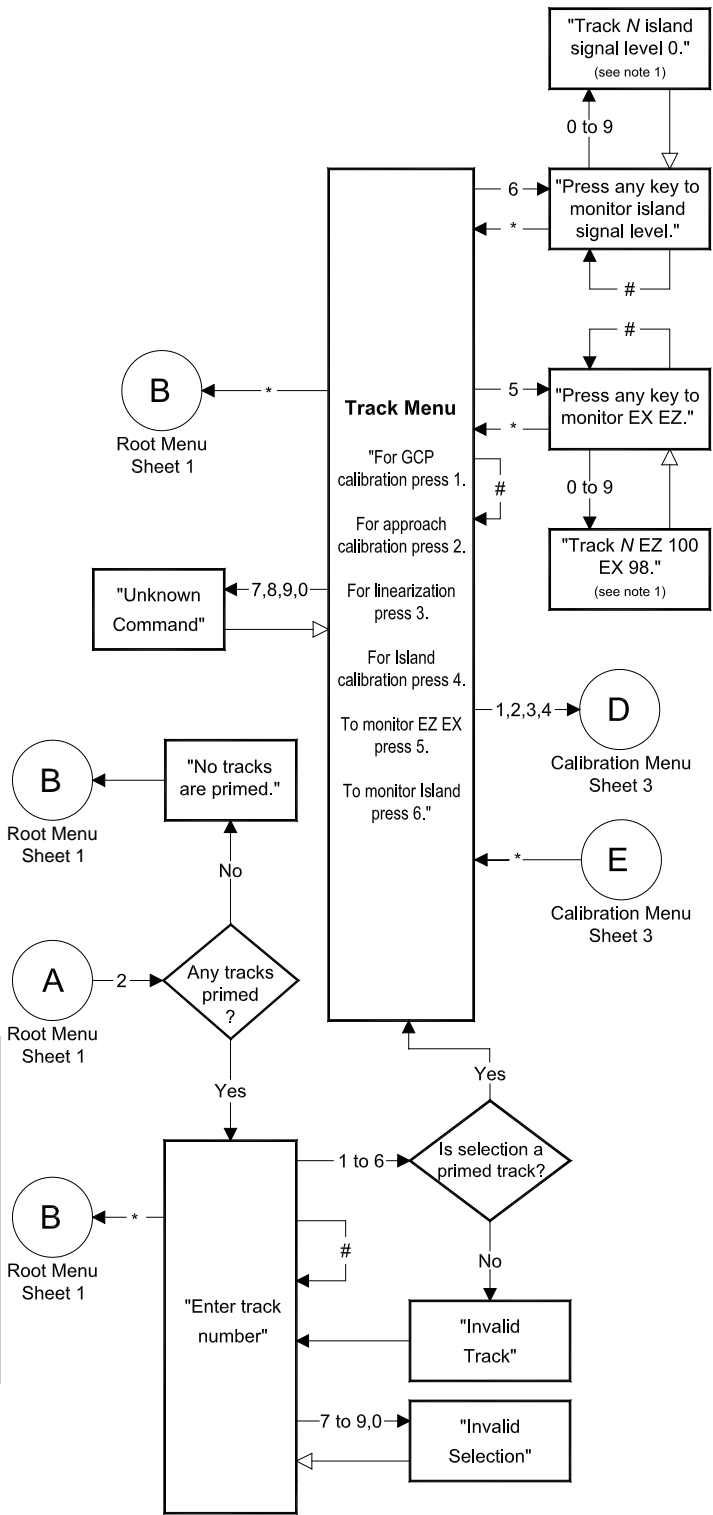 "Track N island
signal level 0."
(see note 1)
0 to 9
6
"Press any key to
monitor island
signal level."
*
#
#
B
*
Root Menu
Sheet 1
Track Menu
5
"Press any key to
monitor EX EZ."
*
"For GCP
calibration press 1.
#
0 to 9
For approach
calibration press 2.
"Track N EZ 100
EX 98."
(see note 1)
"Unknown
Command"
7,8,9,0
For linearization
press 3.
For Island
calibration press 4.
1,2,3,4
D
Calibration Menu
Sheet 3
To monitor EZ EX
press 5.
B
Root Menu
Sheet 1
"No tracks
are primed."
To monitor Island
press 6."
*
E
Calibration Menu
Sheet 3
No
A
Root Menu
Sheet 1
2
Any tracks
primed
?
Yes
Yes
1 to 6
Is selection a
primed track?
B
Root Menu
Sheet 1
*
#
No
"Enter track
number"
"Invalid
Track"
7 to 9,0
"Invalid
Selection"